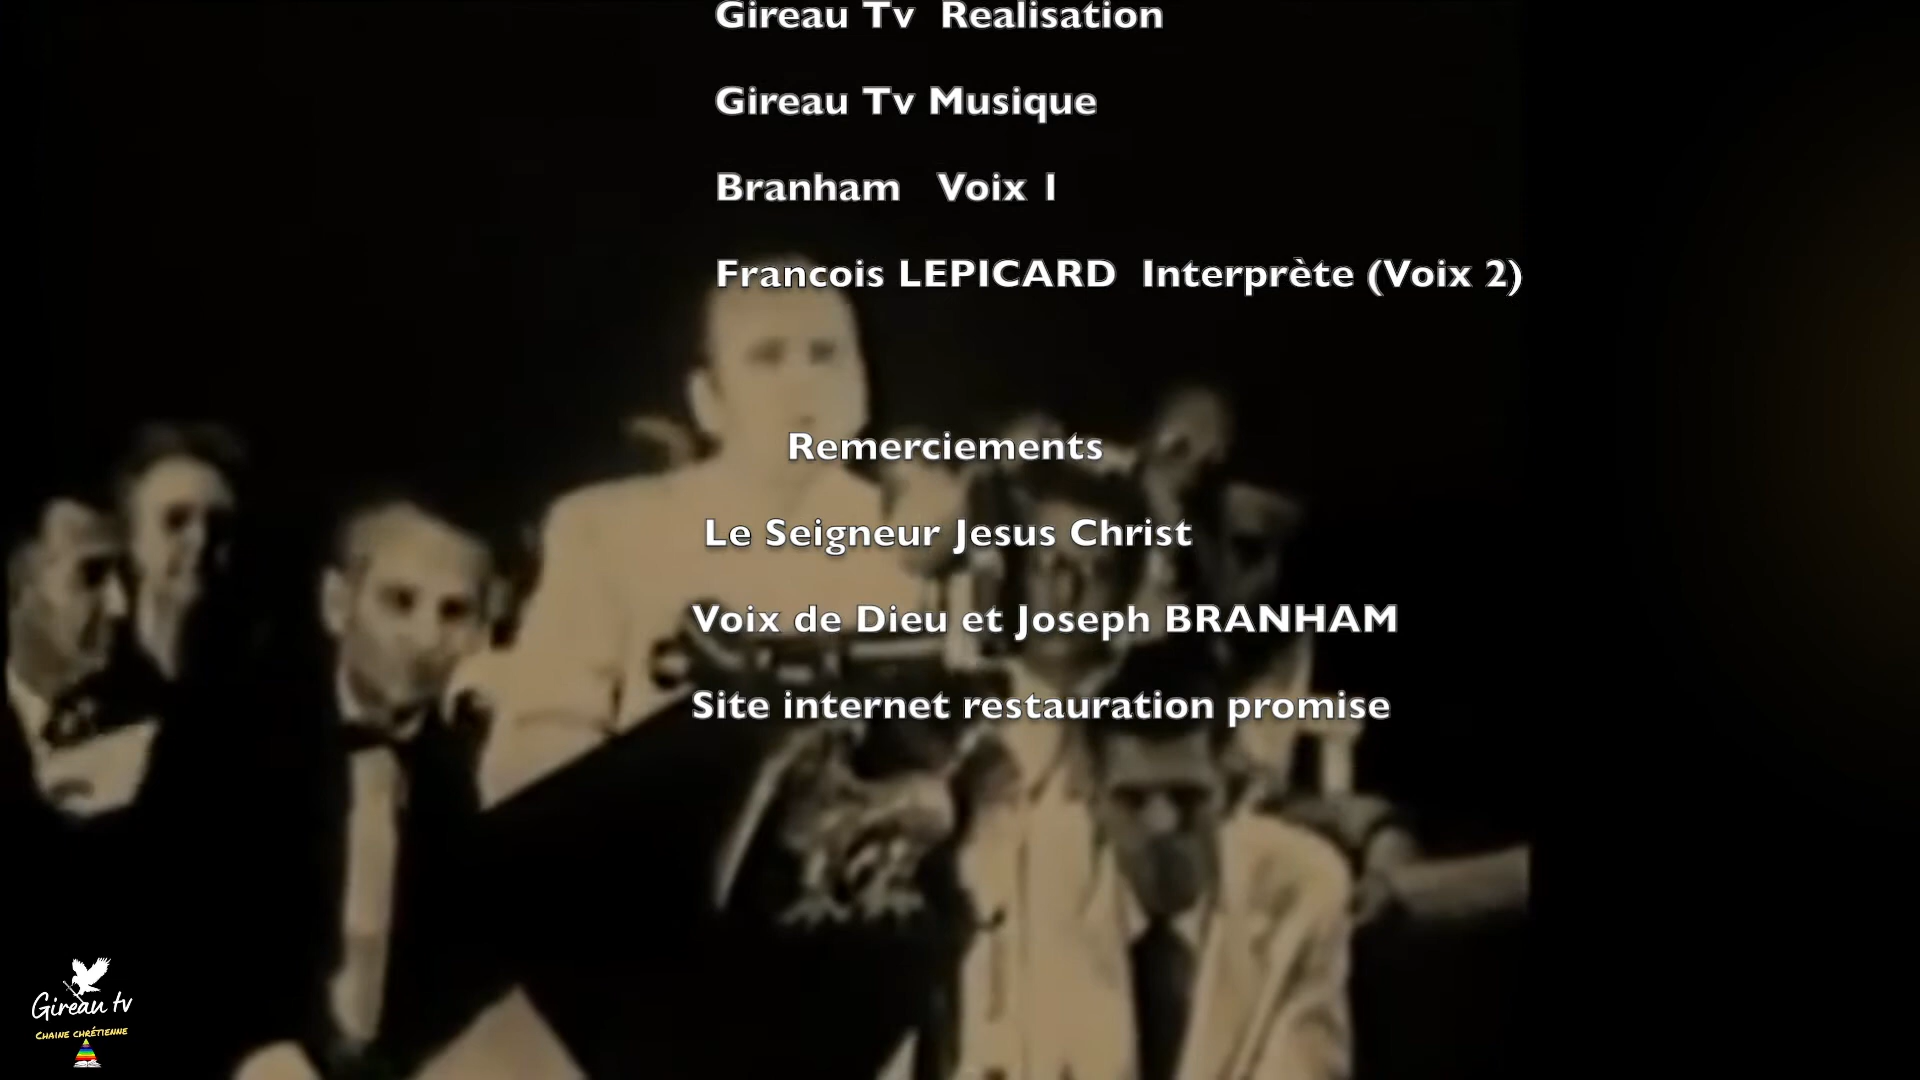 Gireau Tv Realisation
Gireau Tv Musique
Branham Voix 1
Francois LEPICARD Interprète (Voix 2)
Remerciements
Le Seigneur Jesus Christ
Voix de Dieu et Joseph BRANHAM
Site internet restauration promise
Gireau tv
CHAINE CHRÉTIENNE